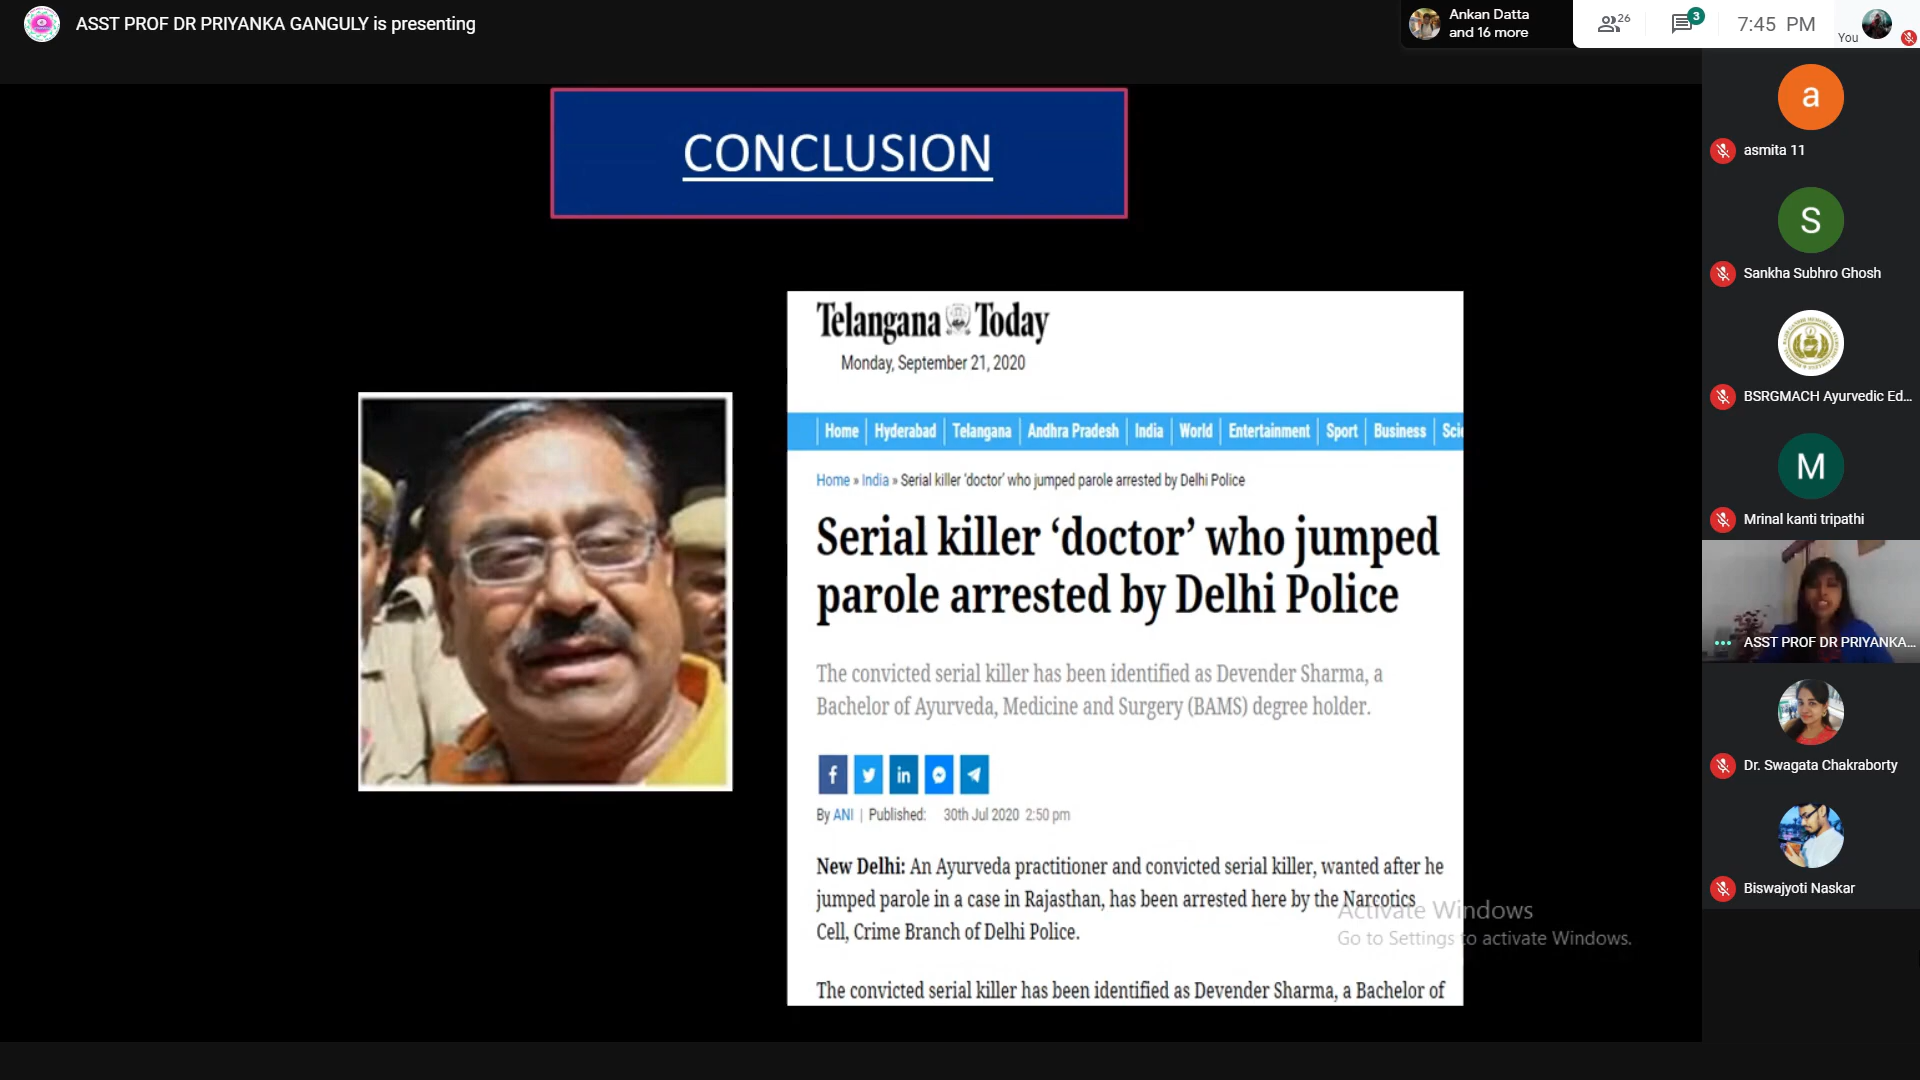 ASST PROF DR PRIYANKA GANGULY is presenting
Ankan Datta
and 16 more
26
3
7:45 PM
You
CONCLUSION
Telangana Today
Monday, September 21, 2020
Home Hyderabad Telangana Andhra Pradesh India World Entertainment Sport Business Scie
Home » India » Serial killer ‘doctor’ who jumped parole arrested by Delhi Police
Serial killer ‘doctor’ who jumped
parole arrested by Delhi Police
The convicted serial killer has been identified as Devender Sharma, a
Bachelor of Ayurveda, Medicine and Surgery (BAMS) degree holder.
By ANI | Published: 30th Jul 2020 2:50 pm
New Delhi: An Ayurveda practitioner and convicted serial killer, wanted after he
jumped parole in a case in Rajasthan, has been arrested here by the Narcotics
Cell, Crime Branch of Delhi Police.
The convicted serial killer has been identified as Devender Sharma, a Bachelor of
Activate Windows
Go to Settings to activate Windows.
a
asmita 11
S
Sankha Subhro Ghosh
BSRGMACH Ayurvedic Ed...
M
Mrinal kanti tripathi
ASST PROF DR PRIYANKA...
Dr. Swagata Chakraborty
Biswajyoti Naskar